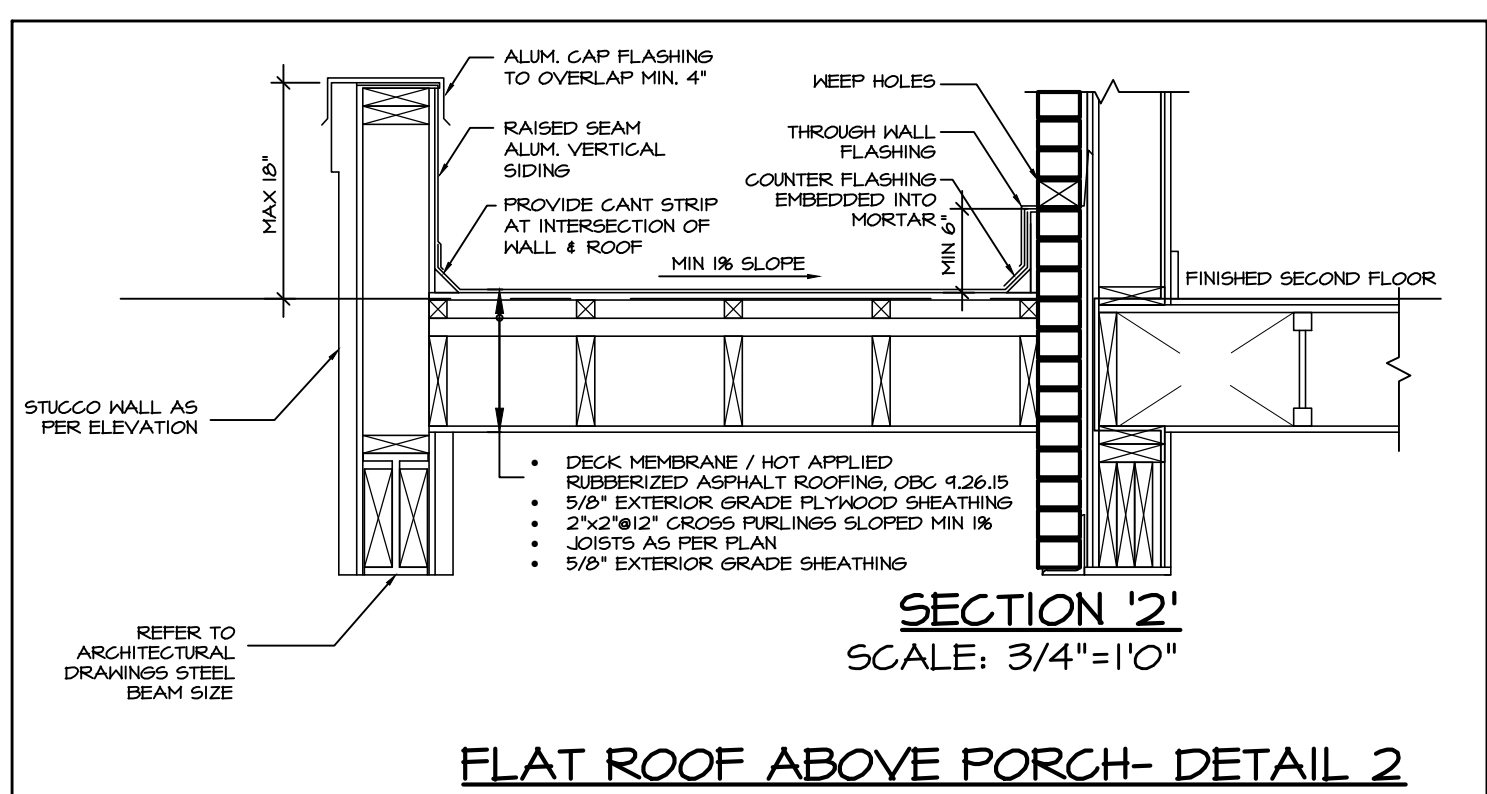 ALUM. CAP FLASHING
TO OVERLAP MIN. 4"
RAISED SEAM
ALUM. VERTICAL
SIDING
PROVIDE CANT STRIP
AT INTERSECTION OF
WALL & ROOF
WEEP HOLES
THROUGH WALL
FLASHING
COUNTER FLASHING
EMBEDDED INTO
MORTAR
MAX 18"
MIN 6"
MIN 1% SLOPE
FINISHED SECOND FLOOR
STUCCO WALL AS
PER ELEVATION
• DECK MEMBRANE / HOT APPLIED
RUBBERIZED ASPHALT ROOFING, OBC 9.26.15
• 5/8" EXTERIOR GRADE PLYWOOD SHEATHING
• 2"x2"@12" CROSS PURLINGS SLOPED MIN 1%
• JOISTS AS PER PLAN
• 5/8" EXTERIOR GRADE SHEATHING
REFER TO
ARCHITECTURAL
DRAWINGS STEEL
BEAM SIZE
SECTION '2'
SCALE: 3/4"=1'0"
FLAT ROOF ABOVE PORCH- DETAIL 2